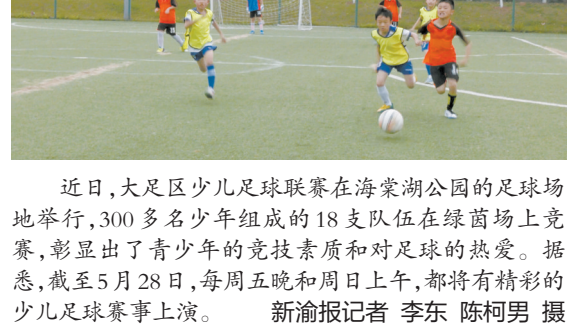 近日,大足区少儿足球联赛在海棠湖公园的足球场
地举行,300多名少年组成的18支队伍在绿茵场上竞
赛,彰显出了青少年的竞技素质和对足球的热爱。据
悉,截至5月28日,每周五晚和周日上午,都将有精彩的
少儿足球赛事上演。 新渝报记者 李东 陈柯男 摄